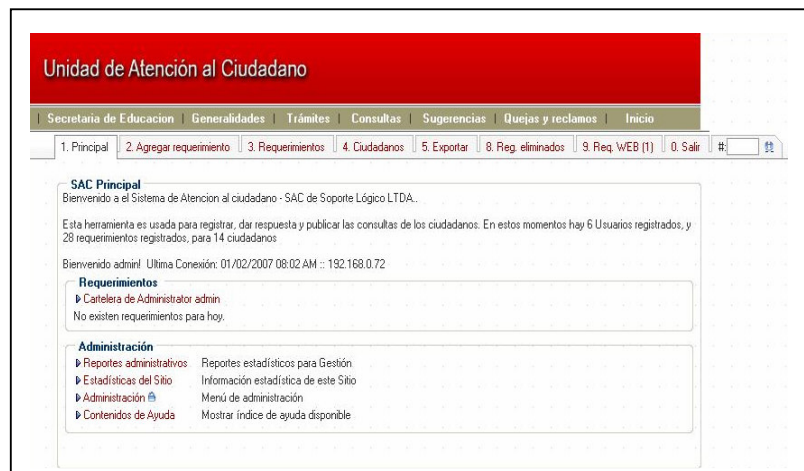 Unidad de Atención al Ciudadano
| Secretaria de Educacion | Generalidades | Trámites | Consultas | Sugerencias | Quejas y reclamos | Inicio
1. Principal 2. Agregar requerimiento 3. Requerimientos 4. Ciudadanos 5. Exportar 8. Reg. eliminados 9. Req. WEB (1) 0. Salir #:
SAC Principal
Bienvenido a el Sistema de Atencion al ciudadano - SAC de Soporte Lógico LTDA..
Esta herramienta es usada para registrar, dar respuesta y publicar las consultas de los ciudadanos. En estos momentos hay 6 Usuarios registrados, y
28 requerimientos registrados, para 14 ciudadanos
Bienvenido admin! Ultima Conexión: 01/02/2007 08:02 AM :: 192.168.0.72
Requerimientos
Cartelera de Administrator admin
No existen requerimientos para hoy.
Administración
Reportes administrativos Reportes estadísticos para Gestión
Estadísticas del Sitio Información estadística de este Sitio
Administración Menú de administración
Contenidos de Ayuda Mostrar índice de ayuda disponible